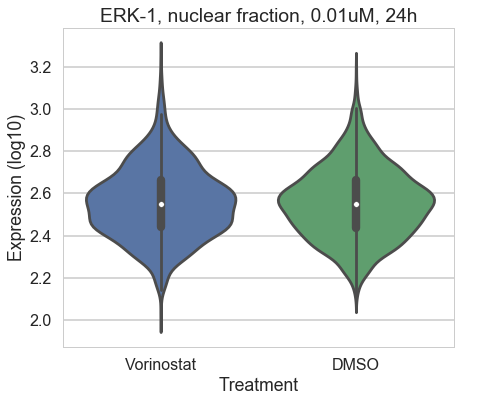 ERK-1, nuclear fraction, 0.01uM, 24h
Expression (log10)
3.2
3.0
2.8
2.6
2.4
2.2
2.0
Vorinostat DMSO
Treatment